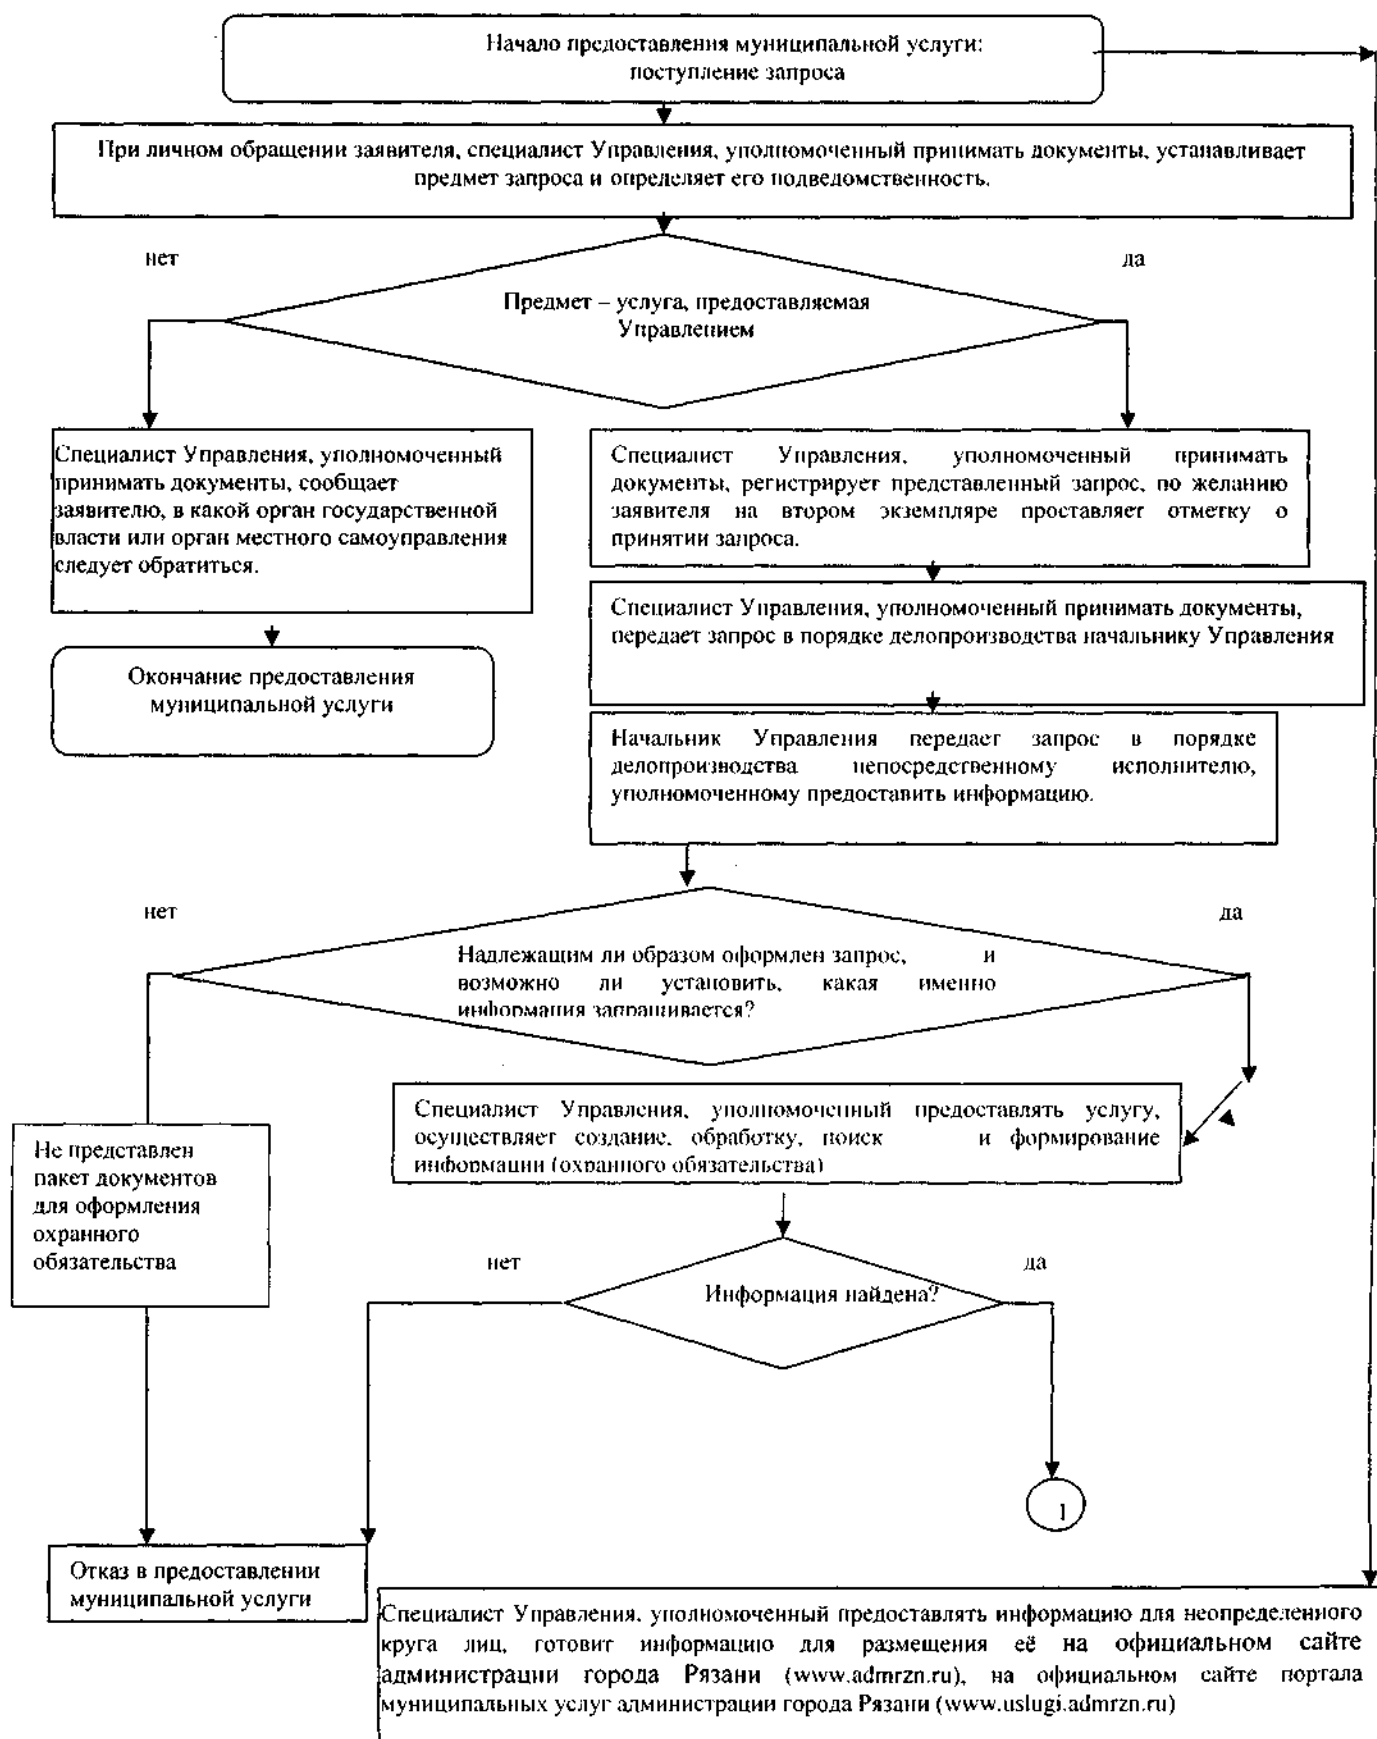 Начало предоставления муниципальной услуги:
поступление запроса
При личном обращении заявителя, специалист Управления, уполномоченный принимать документы, устанавливает
предмет запроса и определяет его подведомственность.
нет
да
Предмет – услуга, предоставляемая
Управлением
Специалист Управления, уполномоченный
принимать документы, сообщает
заявителю, в какой орган государственной
власти или орган местного самоуправления
следует обратиться.
Специалист Управления, уполномоченный принимать
документы, регистрирует представленный запрос, по желанию
заявителя на втором экземпляре проставляет отметку о
принятии запроса.
Специалист Управления, уполномоченный принимать документы,
передает запрос в порядке делопроизводства начальнику Управления
Окончание предоставления
муниципальной услуги
Начальник Управления передает запрос в порядке
делопроизводства непосредственному исполнителю,
уполномоченному предоставить информацию.
нет
да
Надлежащим ли образом оформлен запрос, и
возможно ли установить, какая именно
информация запрашивается?
Специалист Управления, уполномоченный предоставлять услугу,
осуществляет создание, обработку, поиск и формирование
информации (охранного обязательства)
Не представлен
пакет документов
для оформления
охранного
обязательства
нет
да
Информация найдена?
1
Отказ в предоставлении
муниципальной услуги
Специалист Управления, уполномоченный предоставлять информацию для неопределенного
круга лиц, готовит информацию для размещения её на официальном сайте
администрации города Рязани (www.admrzn.ru), на официальном сайте портала
муниципальных услуг администрации города Рязани (www.uslugi.admrzn.ru)